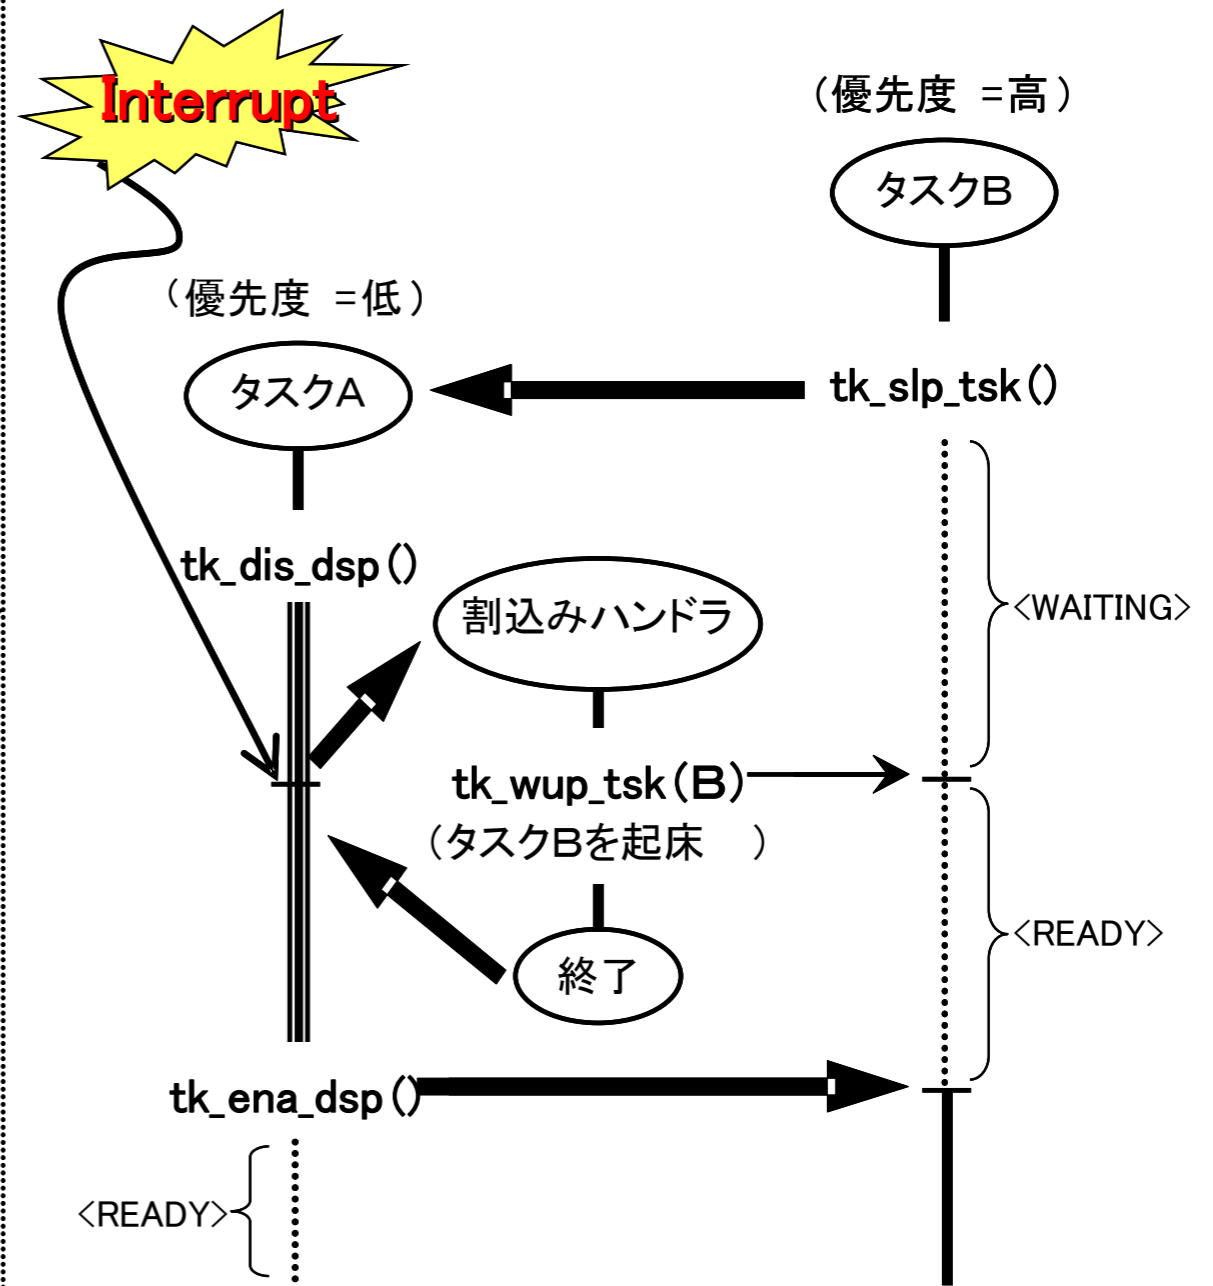 Interrupt
(優先度 =高)
タスクB
(優先度 =低)
タスクA
tk_slp_tsk()
tk_dis_dsp()
割込みハンドラ
<WAITING>
tk_wup_tsk(B)
(タスクBを起床 )
<READY>
終了
tk_ena_dsp()
<READY>